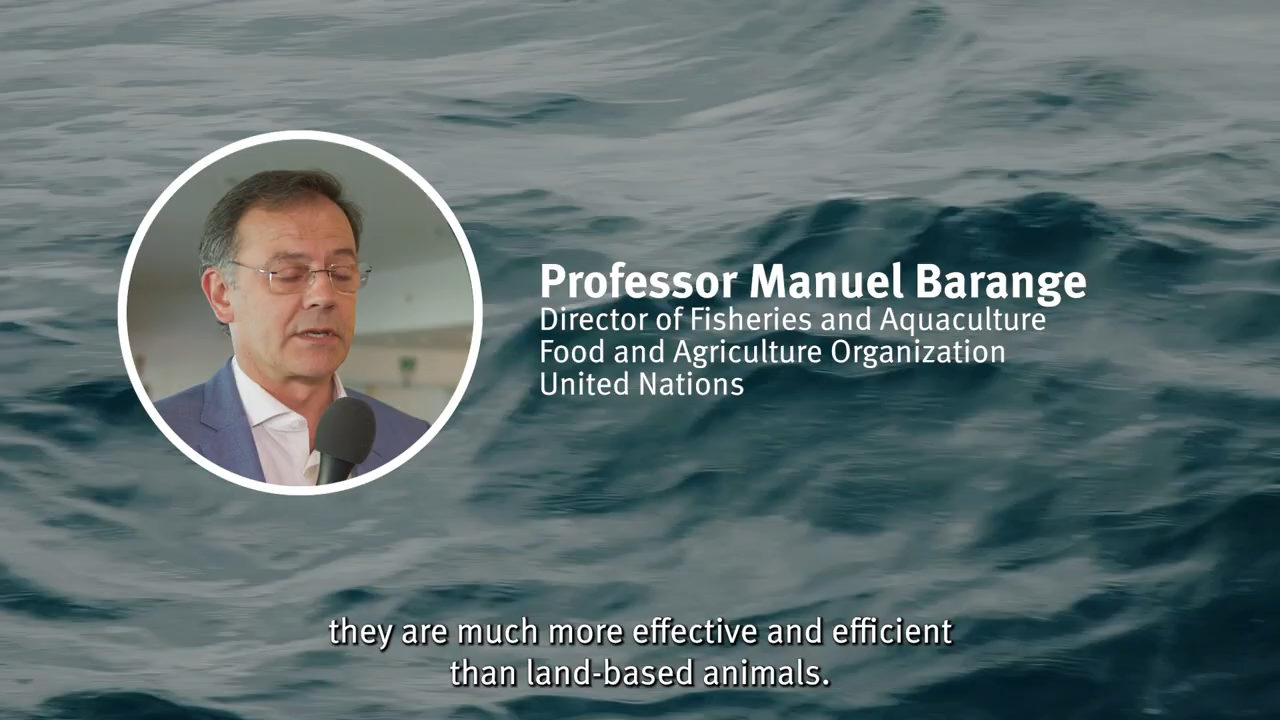 Professor Manuel Barange
Director of Fisheries and Aquaculture
Food and Agriculture Organization
United Nations
they are much more effective and efficient
than land-based animals.